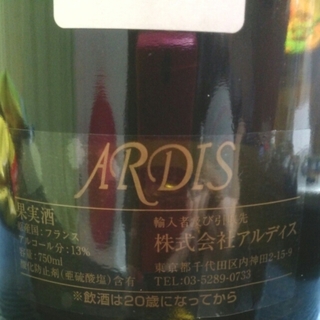 ARDIS
果実酒
原産国:フランス
アルコール分:13%
容量:750ml
酸化防止剤(亜硫酸塩)含有
輸入者及び引取先
株式会社アルディス
東京都千代田区内神田2-15-9
TEL:03-5289-0753
※飲酒は20歳になってから